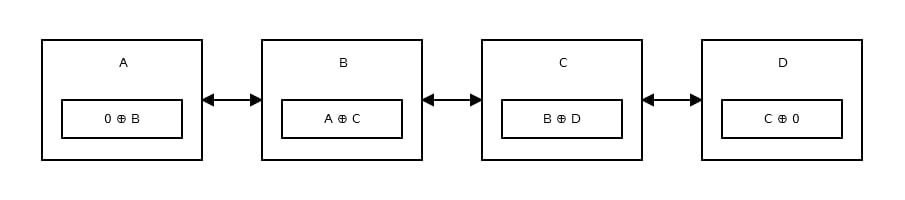 A
0 ⊕ B
B
A ⊕ C
C
B ⊕ D
D
C ⊕ 0